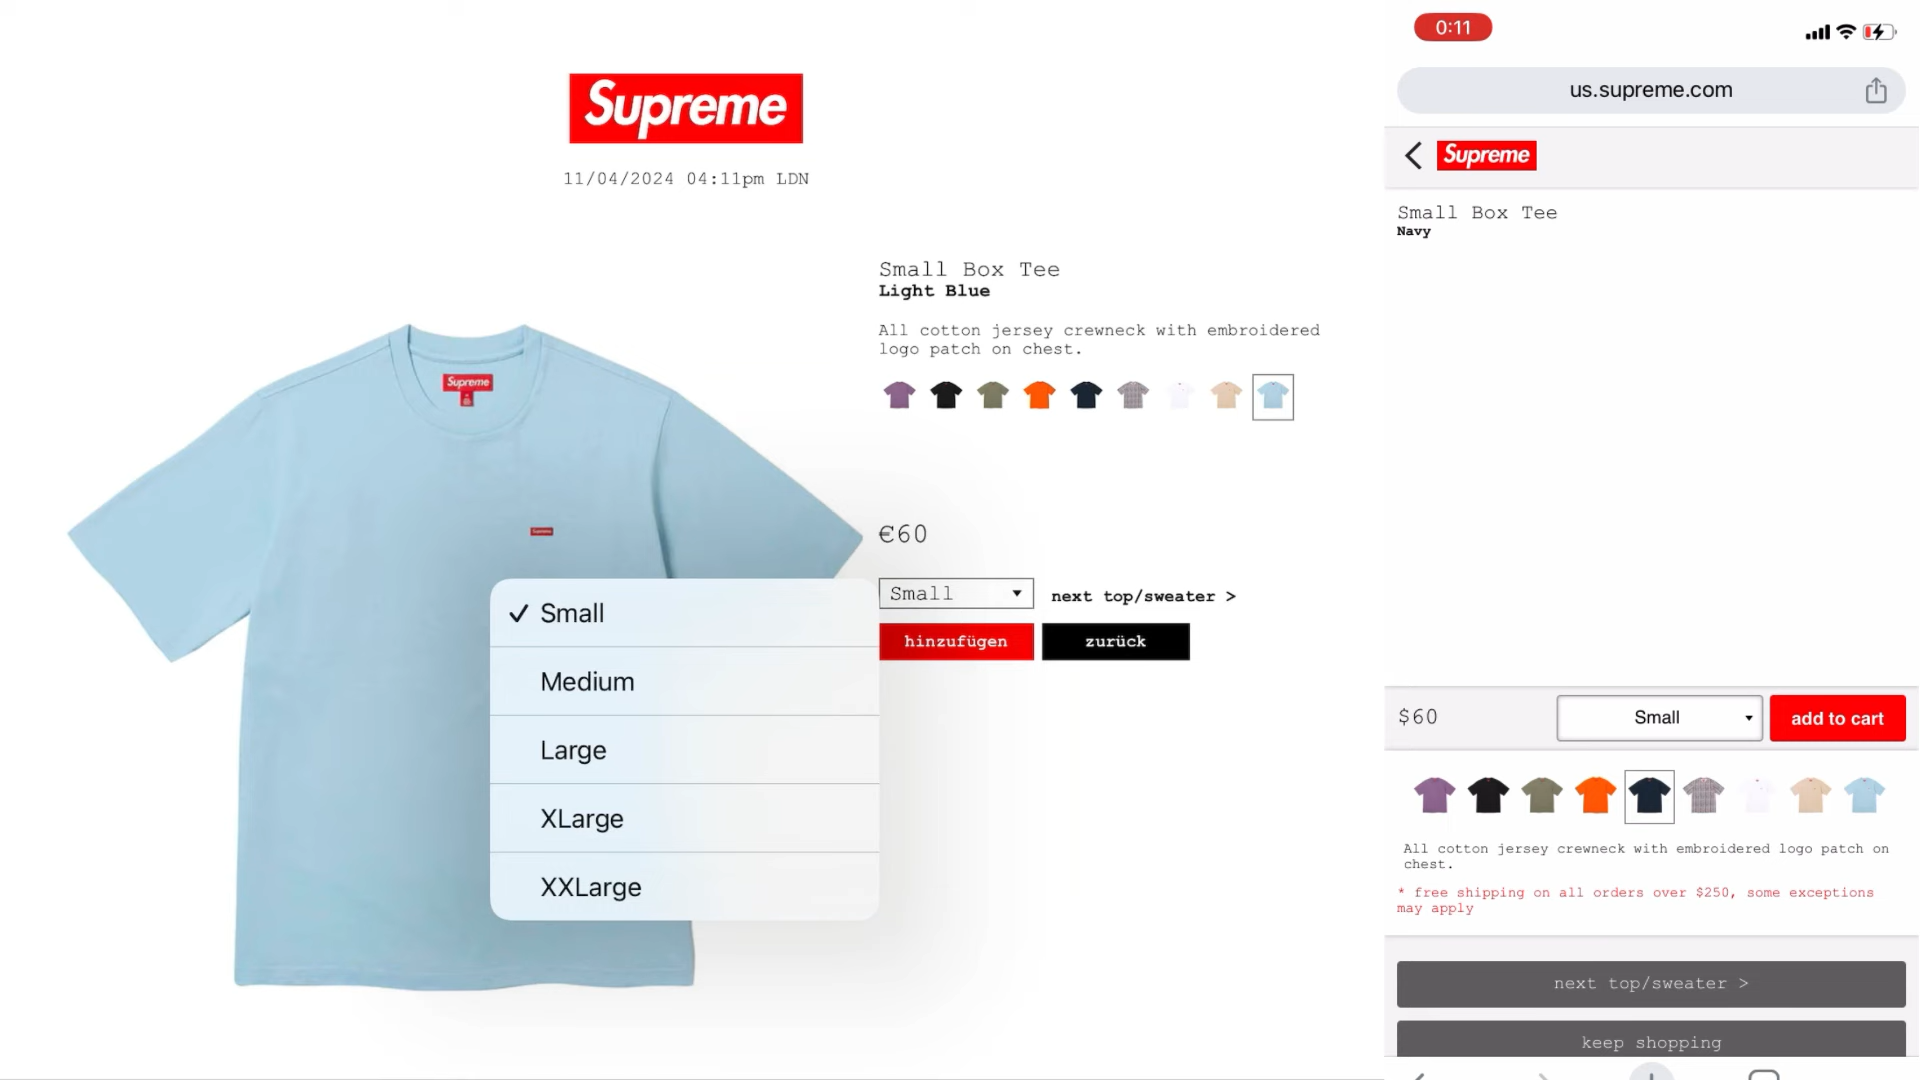 Supreme
11/04/2024 04:11pm LDN
Small Box Tee
Light Blue
All cotton jersey crewneck with embroidered
logo patch on chest.
Supreme
Supreme
€60
Small
next top/sweater >
hinzufügen
zurück
Small
Medium
Large
XLarge
XXLarge
0:11
us.supreme.com
Supreme
Small Box Tee
Navy
$60
Small
add to cart
All cotton jersey crewneck with embroidered logo patch on
chest.
* free shipping on all orders over $250, some exceptions
may apply
next top/sweater >
keep shopping